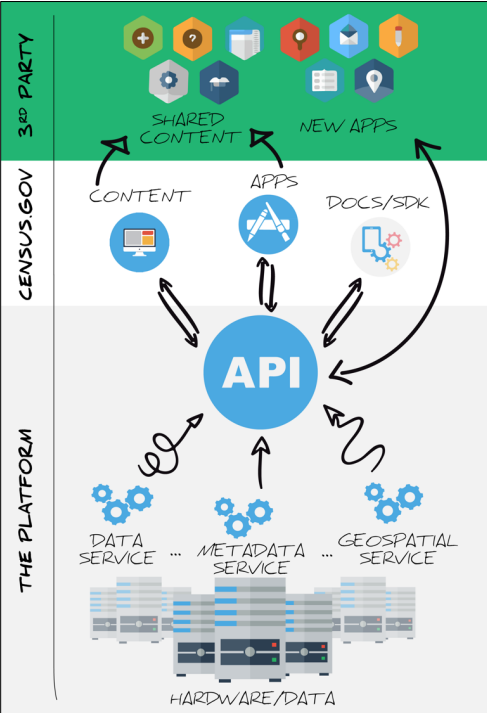 3RD PARTY
SHARED
CONTENT
NEW APPS
CENSUS.GOV
CONTENT
APPS
DOCS/SDK
API
THE PLATFORM
DATA
SERVICE
...
METADATA
SERVICE
...
GEOSPATIAL
SERVICE
HARDWARE/DATA